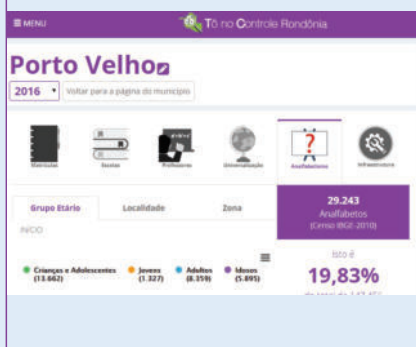 ≡ MENU
Tô no Controle Rondônia
Porto Velho
2016 Voltar para a página do município
Matrículas Escolas Professores Universalização Analfabetismo Infraestrutura
Grupo Etário Localidade Zona
INÍCIO
Crianças e Adolescentes (13.662)
Jovens (1.327)
Adultos (8.359)
Idosos (5.895)
29.243
Analfabetos
(Censo IBGE-2010)
Isto é
19,83%